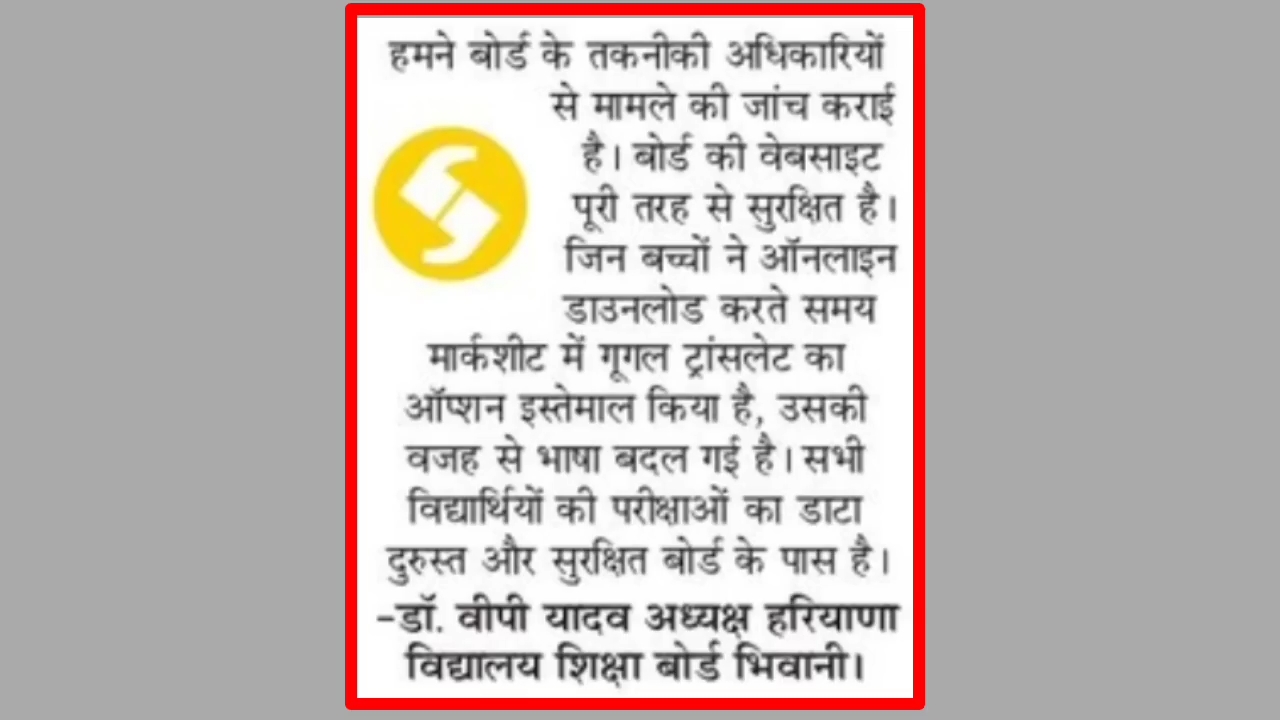 हमने बोर्ड के तकनीकी अधिकारियों
से मामले की जांच कराई
है। बोर्ड की वेबसाइट
पूरी तरह से सुरक्षित है।
जिन बच्चों ने ऑनलाइन
डाउनलोड करते समय
मार्कशीट में गूगल ट्रांसलेट का
ऑप्शन इस्तेमाल किया है, उसकी
वजह से भाषा बदल गई है। सभी
विद्यार्थियों की परीक्षाओं का डाटा
दुरुस्त और सुरक्षित बोर्ड के पास है।
-डॉ. वीपी यादव अध्यक्ष हरियाणा
विद्यालय शिक्षा बोर्ड भिवानी।